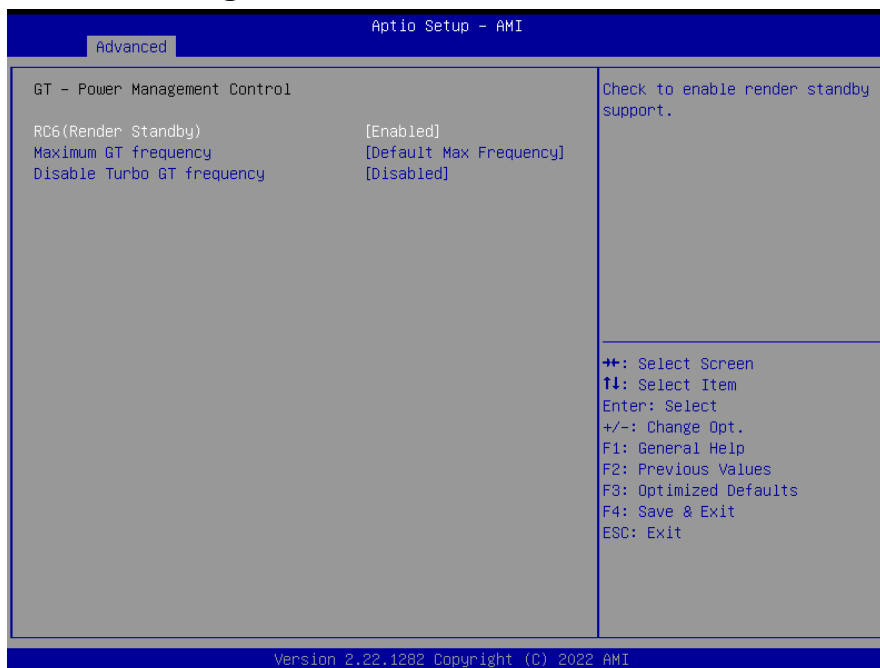 Aptio Setup – AMI
Advanced
GT – Power Management Control
RC6(Render Standby) [Enabled]
Maximum GT frequency [Default Max Frequency]
Disable Turbo GT frequency [Disabled]
Check to enable render standby
support.
→←: Select Screen
↑↓: Select Item
Enter: Select
+/-: Change Opt.
F1: General Help
F2: Previous Values
F3: Optimized Defaults
F4: Save & Exit
ESC: Exit
Version 2.22.1282 Copyright (C) 2022 AMI